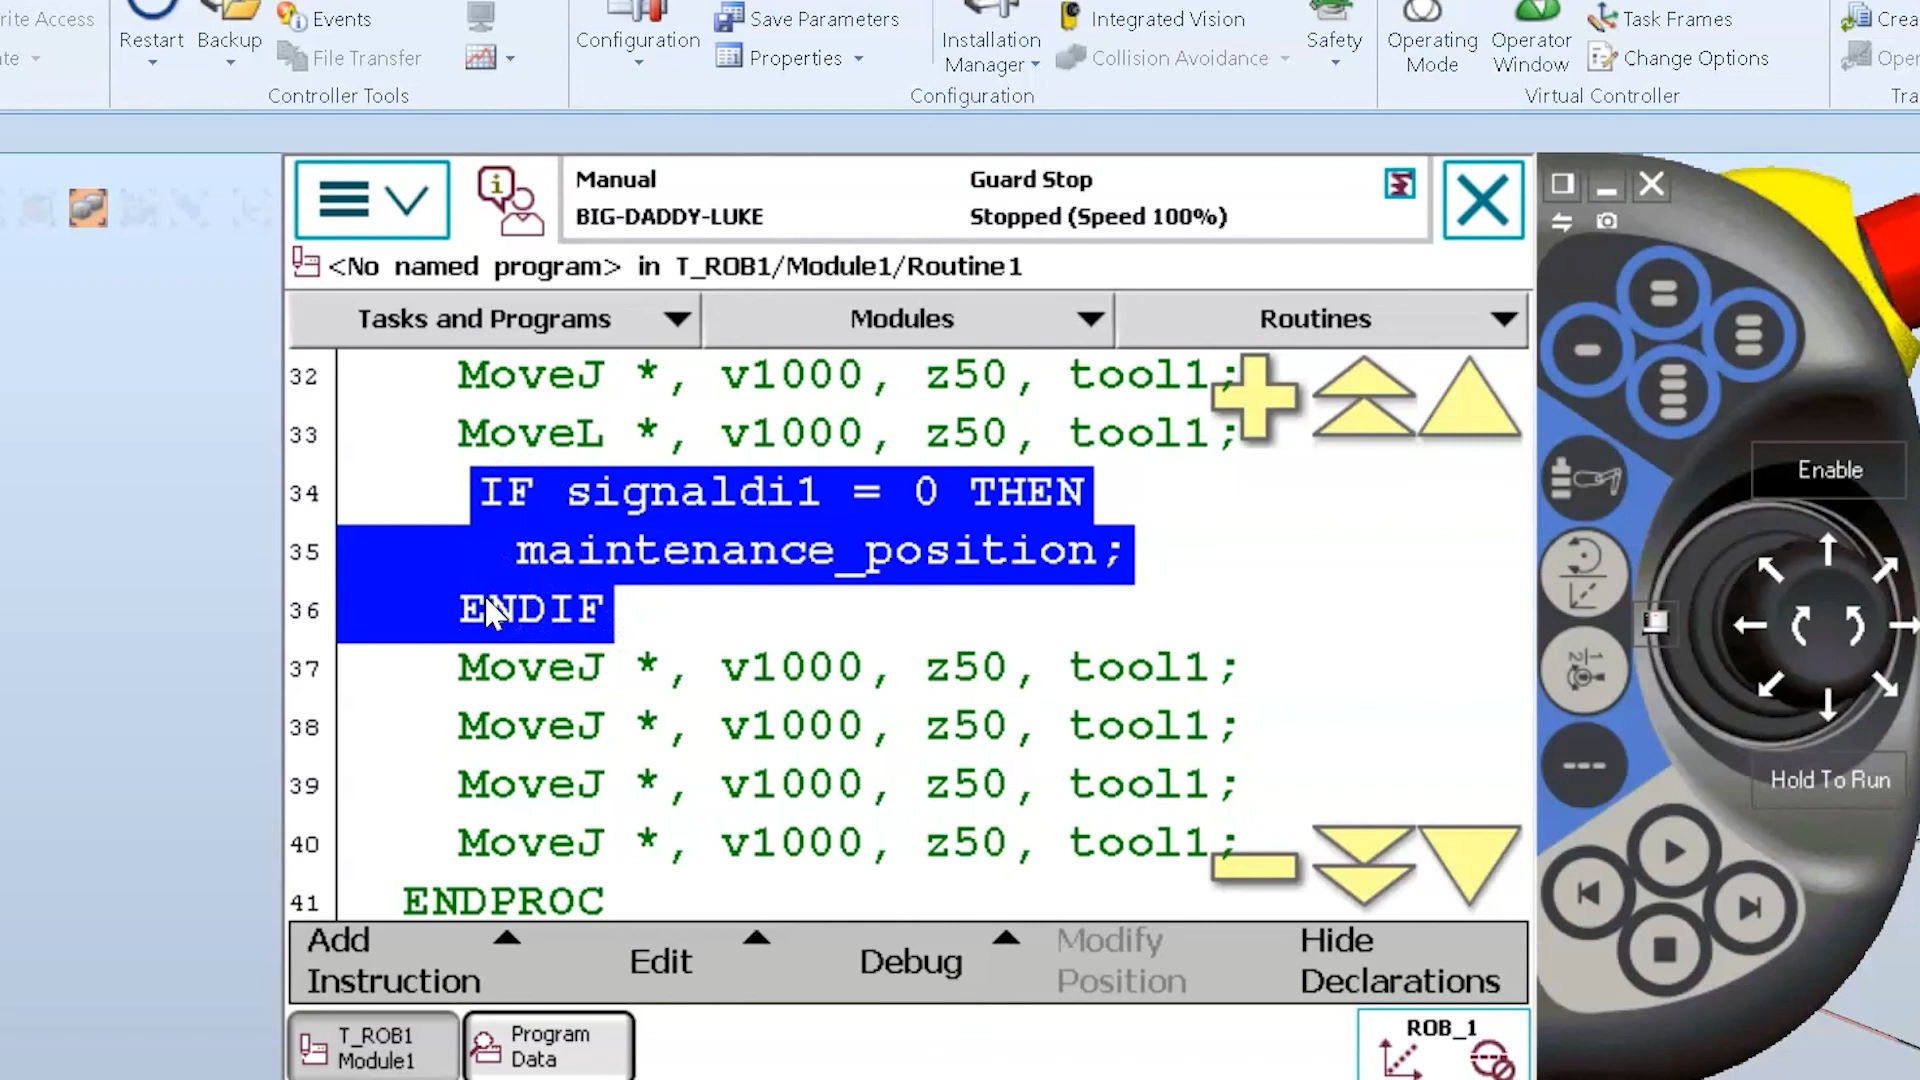 rite Access
Restart
Backup
Events
File Transfer
Controller Tools
Configuration
Save Parameters
Properties
Installation
Manager
Integrated Vision
Collision Avoidance
Configuration
Safety
Operating
Mode
Operator
Window
Task Frames
Change Options
Virtual Controller
Manual
BIG-DADDY-LUKE
Guard Stop
Stopped (Speed 100%)
<No named program> in T_ROB1/Module1/Routine1
Tasks and Programs
Modules
Routines
32 MoveJ *, v1000, z50, tool1;
33 MoveL *, v1000, z50, tool1;
34 IF signaldi1 = 0 THEN
35 maintenance_position;
36 ENDIF
37 MoveJ *, v1000, z50, tool1;
38 MoveJ *, v1000, z50, tool1;
39 MoveJ *, v1000, z50, tool1;
40 MoveJ *, v1000, z50, tool1;
41 ENDPROC
Add
Instruction
Edit
Debug
Modify
Position
Hide
Declarations
T_ROB1
Module1
Program
Data
ROB_1
Enable
Hold To Run